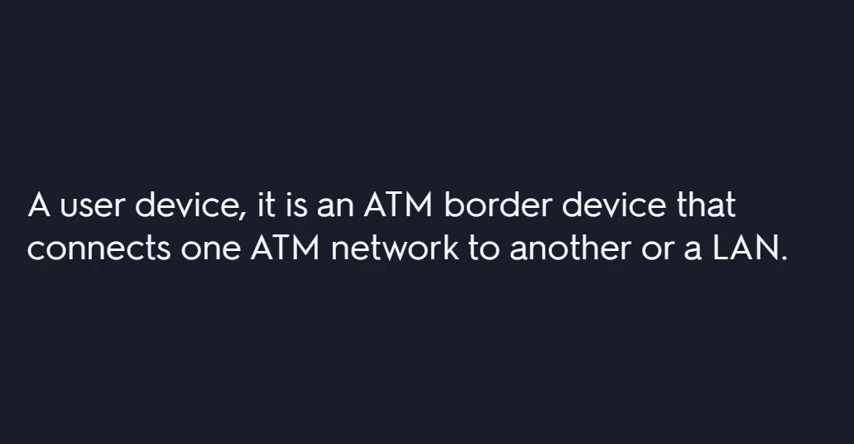 A user device, it is an ATM border device that
connects one ATM network to another or a LAN.